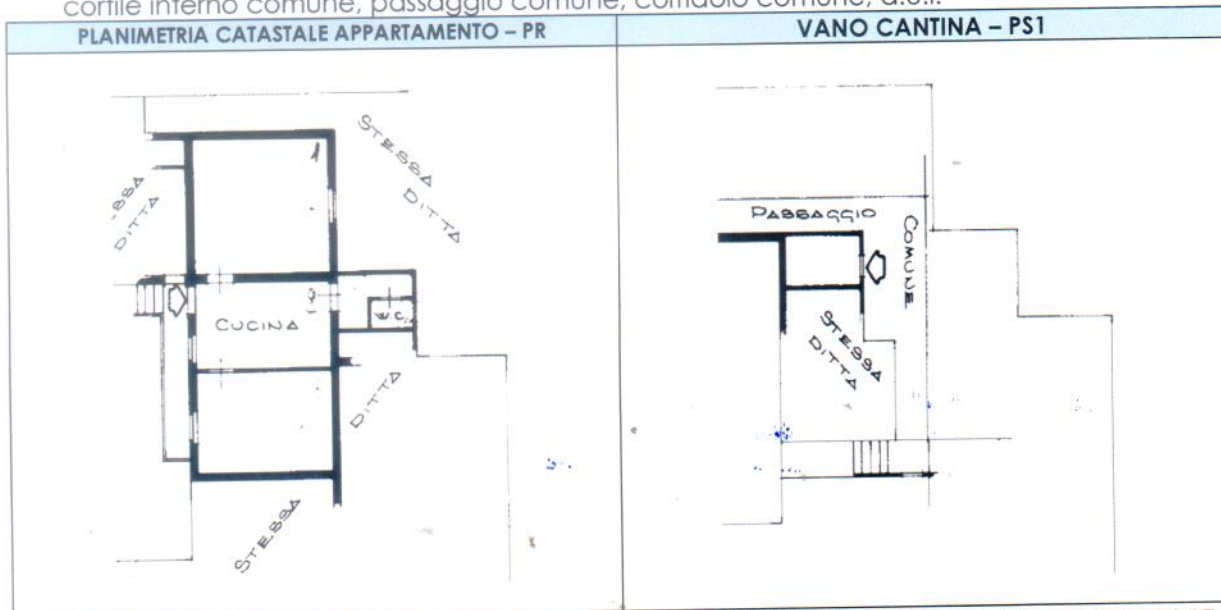 cortile interno comune, passaggio comune, corridoio comune, a.s.i.
PLANIMETRIA CATASTALE APPARTAMENTO – PR
VANO CANTINA – PS1
STESSA
DITTA
DITTA
CUCINA
W.C.
DITTA
STESSA
PASSAGGIO
COMUNE
STESSA
DITTA